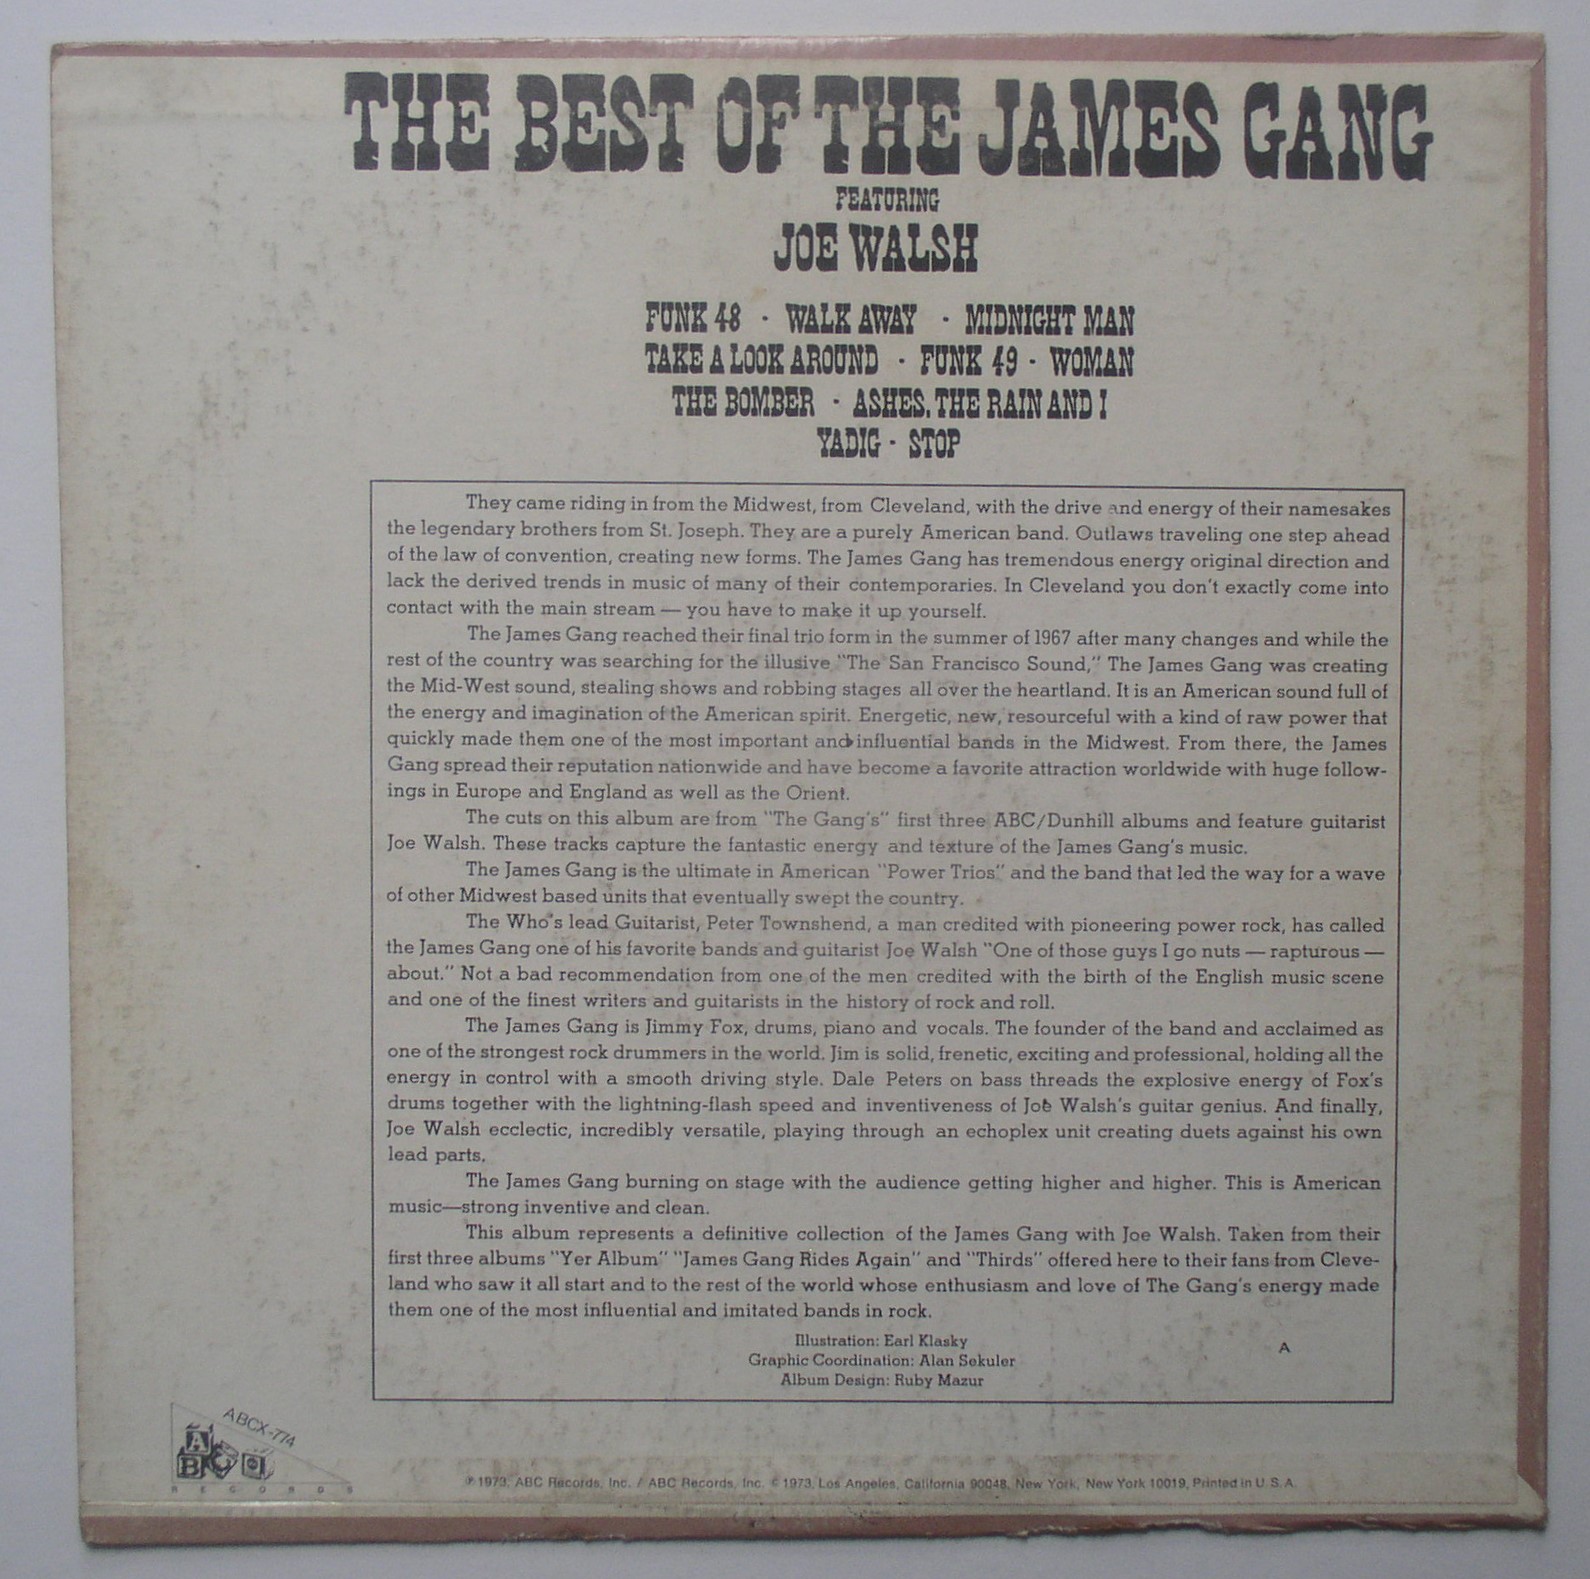 THE BEST OF THE JAMES GANG
FEATURING
JOE WALSH
FUNK 48 - WALK AWAY - MIDNIGHT MAN
TAKE A LOOK AROUND - FUNK 49 - WOMAN
THE BOMBER - ASHES, THE RAIN AND I
YADIG - STOP
They came riding in from the Midwest, from Cleveland, with the drive and energy of their namesakes
the legendary brothers from St. Joseph. They are a purely American band. Outlaws traveling one step ahead
of the law of convention, creating new forms. The James Gang has tremendous energy original direction and
lack the derived trends in music of many of their contemporaries. In Cleveland you don't exactly come into
contact with the main stream — you have to make it up yourself.
The James Gang reached their final trio form in the summer of 1967 after many changes and while the
rest of the country was searching for the illusive "The San Francisco Sound," The James Gang was creating
the Mid-West sound, stealing shows and robbing stages all over the heartland. It is an American sound full of
the energy and imagination of the American spirit. Energetic, new, resourceful with a kind of raw power that
quickly made them one of the most important and influential bands in the Midwest. From there, the James
Gang spread their reputation nationwide and have become a favorite attraction worldwide with huge follow-
ings in Europe and England as well as the Orient.
The cuts on this album are from "The Gang's" first three ABC/Dunhill albums and feature guitarist
Joe Walsh. These tracks capture the fantastic energy and texture of the James Gang's music.
The James Gang is the ultimate in American "Power Trios" and the band that led the way for a wave
of other Midwest based units that eventually swept the country.
The Who's lead Guitarist, Peter Townshend, a man credited with pioneering power rock, has called
the James Gang one of his favorite bands and guitarist Joe Walsh "One of those guys I go nuts — rapturous —
about." Not a bad recommendation from one of the men credited with the birth of the English music scene
and one of the finest writers and guitarists in the history of rock and roll.
The James Gang is Jimmy Fox, drums, piano and vocals. The founder of the band and acclaimed as
one of the strongest rock drummers in the world. Jim is solid, frenetic, exciting and professional, holding all the
energy in control with a smooth driving style. Dale Peters on bass threads the explosive energy of Fox's
drums together with the lightning-flash speed and inventiveness of Joe Walsh's guitar genius. And finally,
Joe Walsh ecclectic, incredibly versatile, playing through an echoplex unit creating duets against his own
lead parts.
The James Gang burning on stage with the audience getting higher and higher. This is American
music—strong inventive and clean.
This album represents a definitive collection of the James Gang with Joe Walsh. Taken from their
first three albums "Yer Album" "James Gang Rides Again" and "Thirds" offered here to their fans from Cleve-
land who saw it all start and to the rest of the world whose enthusiasm and love of The Gang's energy made
them one of the most influential and imitated bands in rock.
Illustration: Earl Klasky
Graphic Coordination: Alan Sekuler
Album Design: Ruby Mazur
A
ABCX-774
A
B C
RECORDS
℗ 1973, ABC Records, Inc. / ABC Records, Inc. © 1973, Los Angeles, California 90048, New York, New York 10019, Printed in U.S.A.